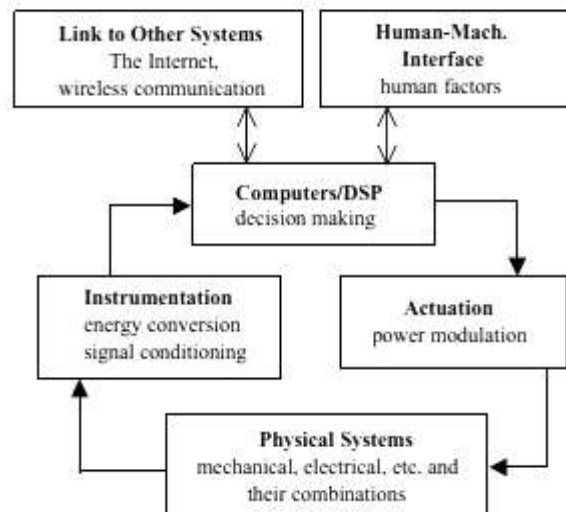 Link to Other Systems
The Internet,
wireless communication
Human-Mach.
Interface
human factors
Computers/DSP
decision making
Instrumentation
energy conversion
signal conditioning
Actuation
power modulation
Physical Systems
mechanical, electrical, etc. and
their combinations